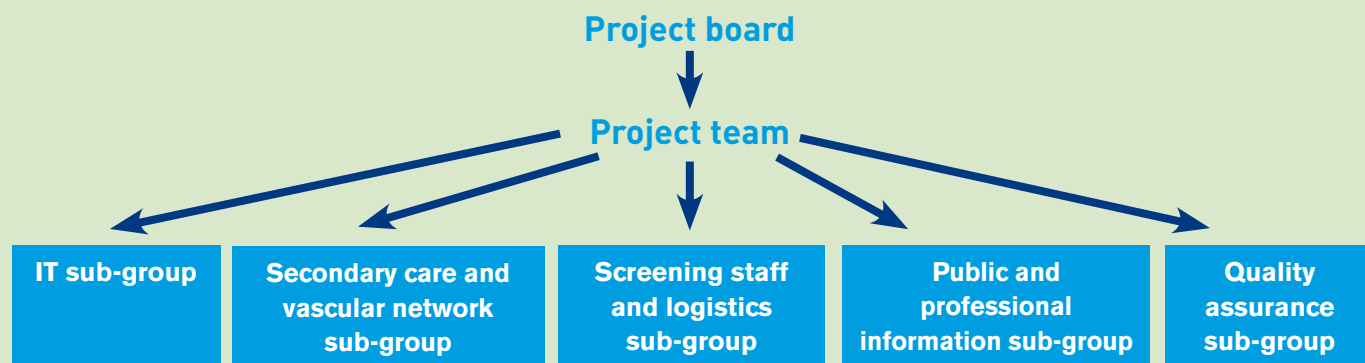 Project board
Project team
IT sub-group
Secondary care and
vascular network
sub-group
Screening staff
and logistics
sub-group
Public and
professional
information sub-group
Quality
assurance
sub-group